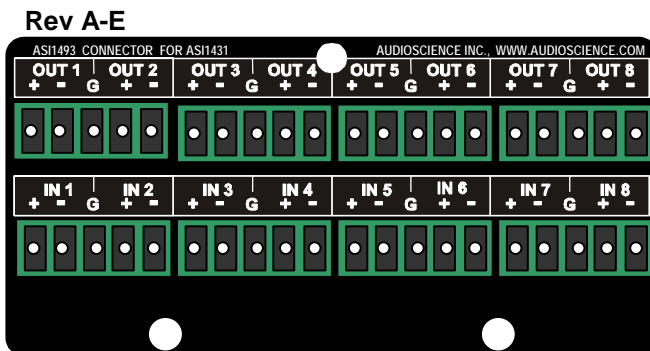 Rev A-E
ASI1493 CONNECTOR FOR ASI1431 AUDIOSCIENCE INC., WWW.AUDIOSCIENCE.COM
OUT 1 OUT 2 OUT 3 OUT 4 OUT 5 OUT 6 OUT 7 OUT 8
+ - G + - + - G + - + - G + - + - G + -
IN 1 IN 2 IN 3 IN 4 IN 5 IN 6 IN 7 IN 8
+ - G + - + - G + - + - G + - + - G + -